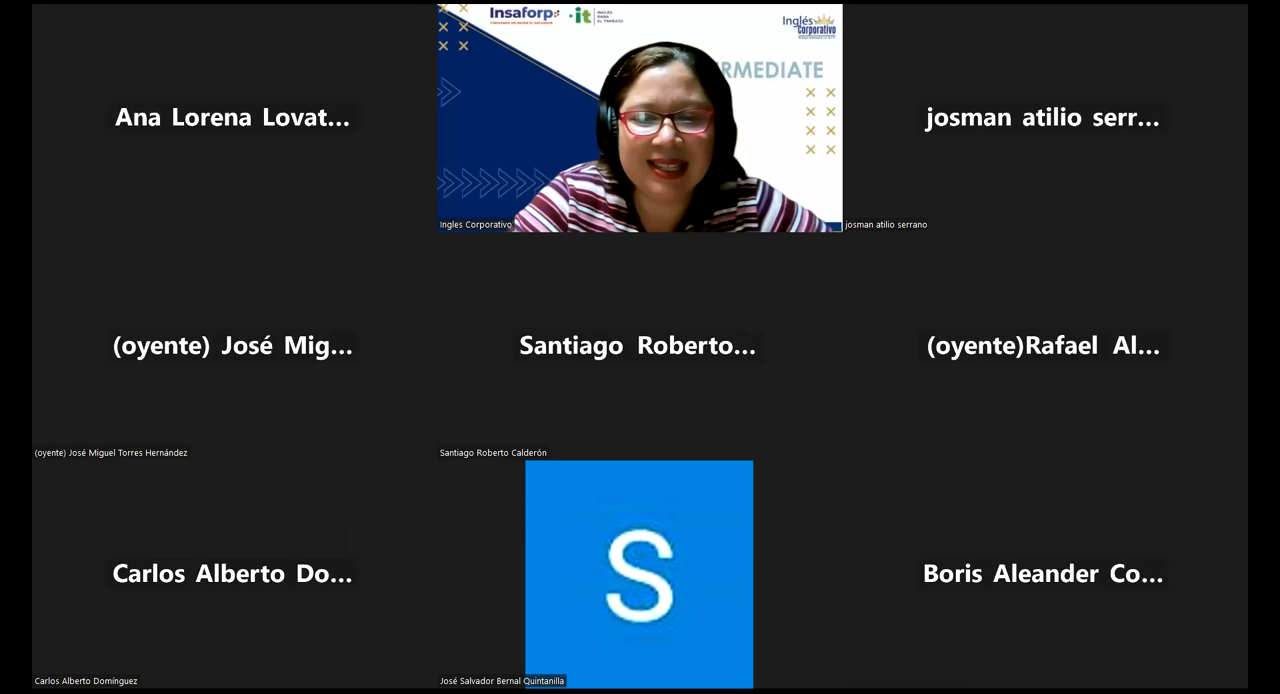 Insaforp
it
INGLÉS
PARA
EL TRABAJO
Inglés
Corporativo
RMEDIATE
Ana Lorena Lovat...
josman atilio serr...
Ingles Corporativo
josman atilio serrano
(oyente) José Mig...
Santiago Roberto...
(oyente)Rafael Al...
(oyente) José Miguel Torres Hernández
Santiago Roberto Calderón
Carlos Alberto Do...
S
Boris Aleander Co...
Carlos Alberto Domínguez
José Salvador Bernal Quintanilla